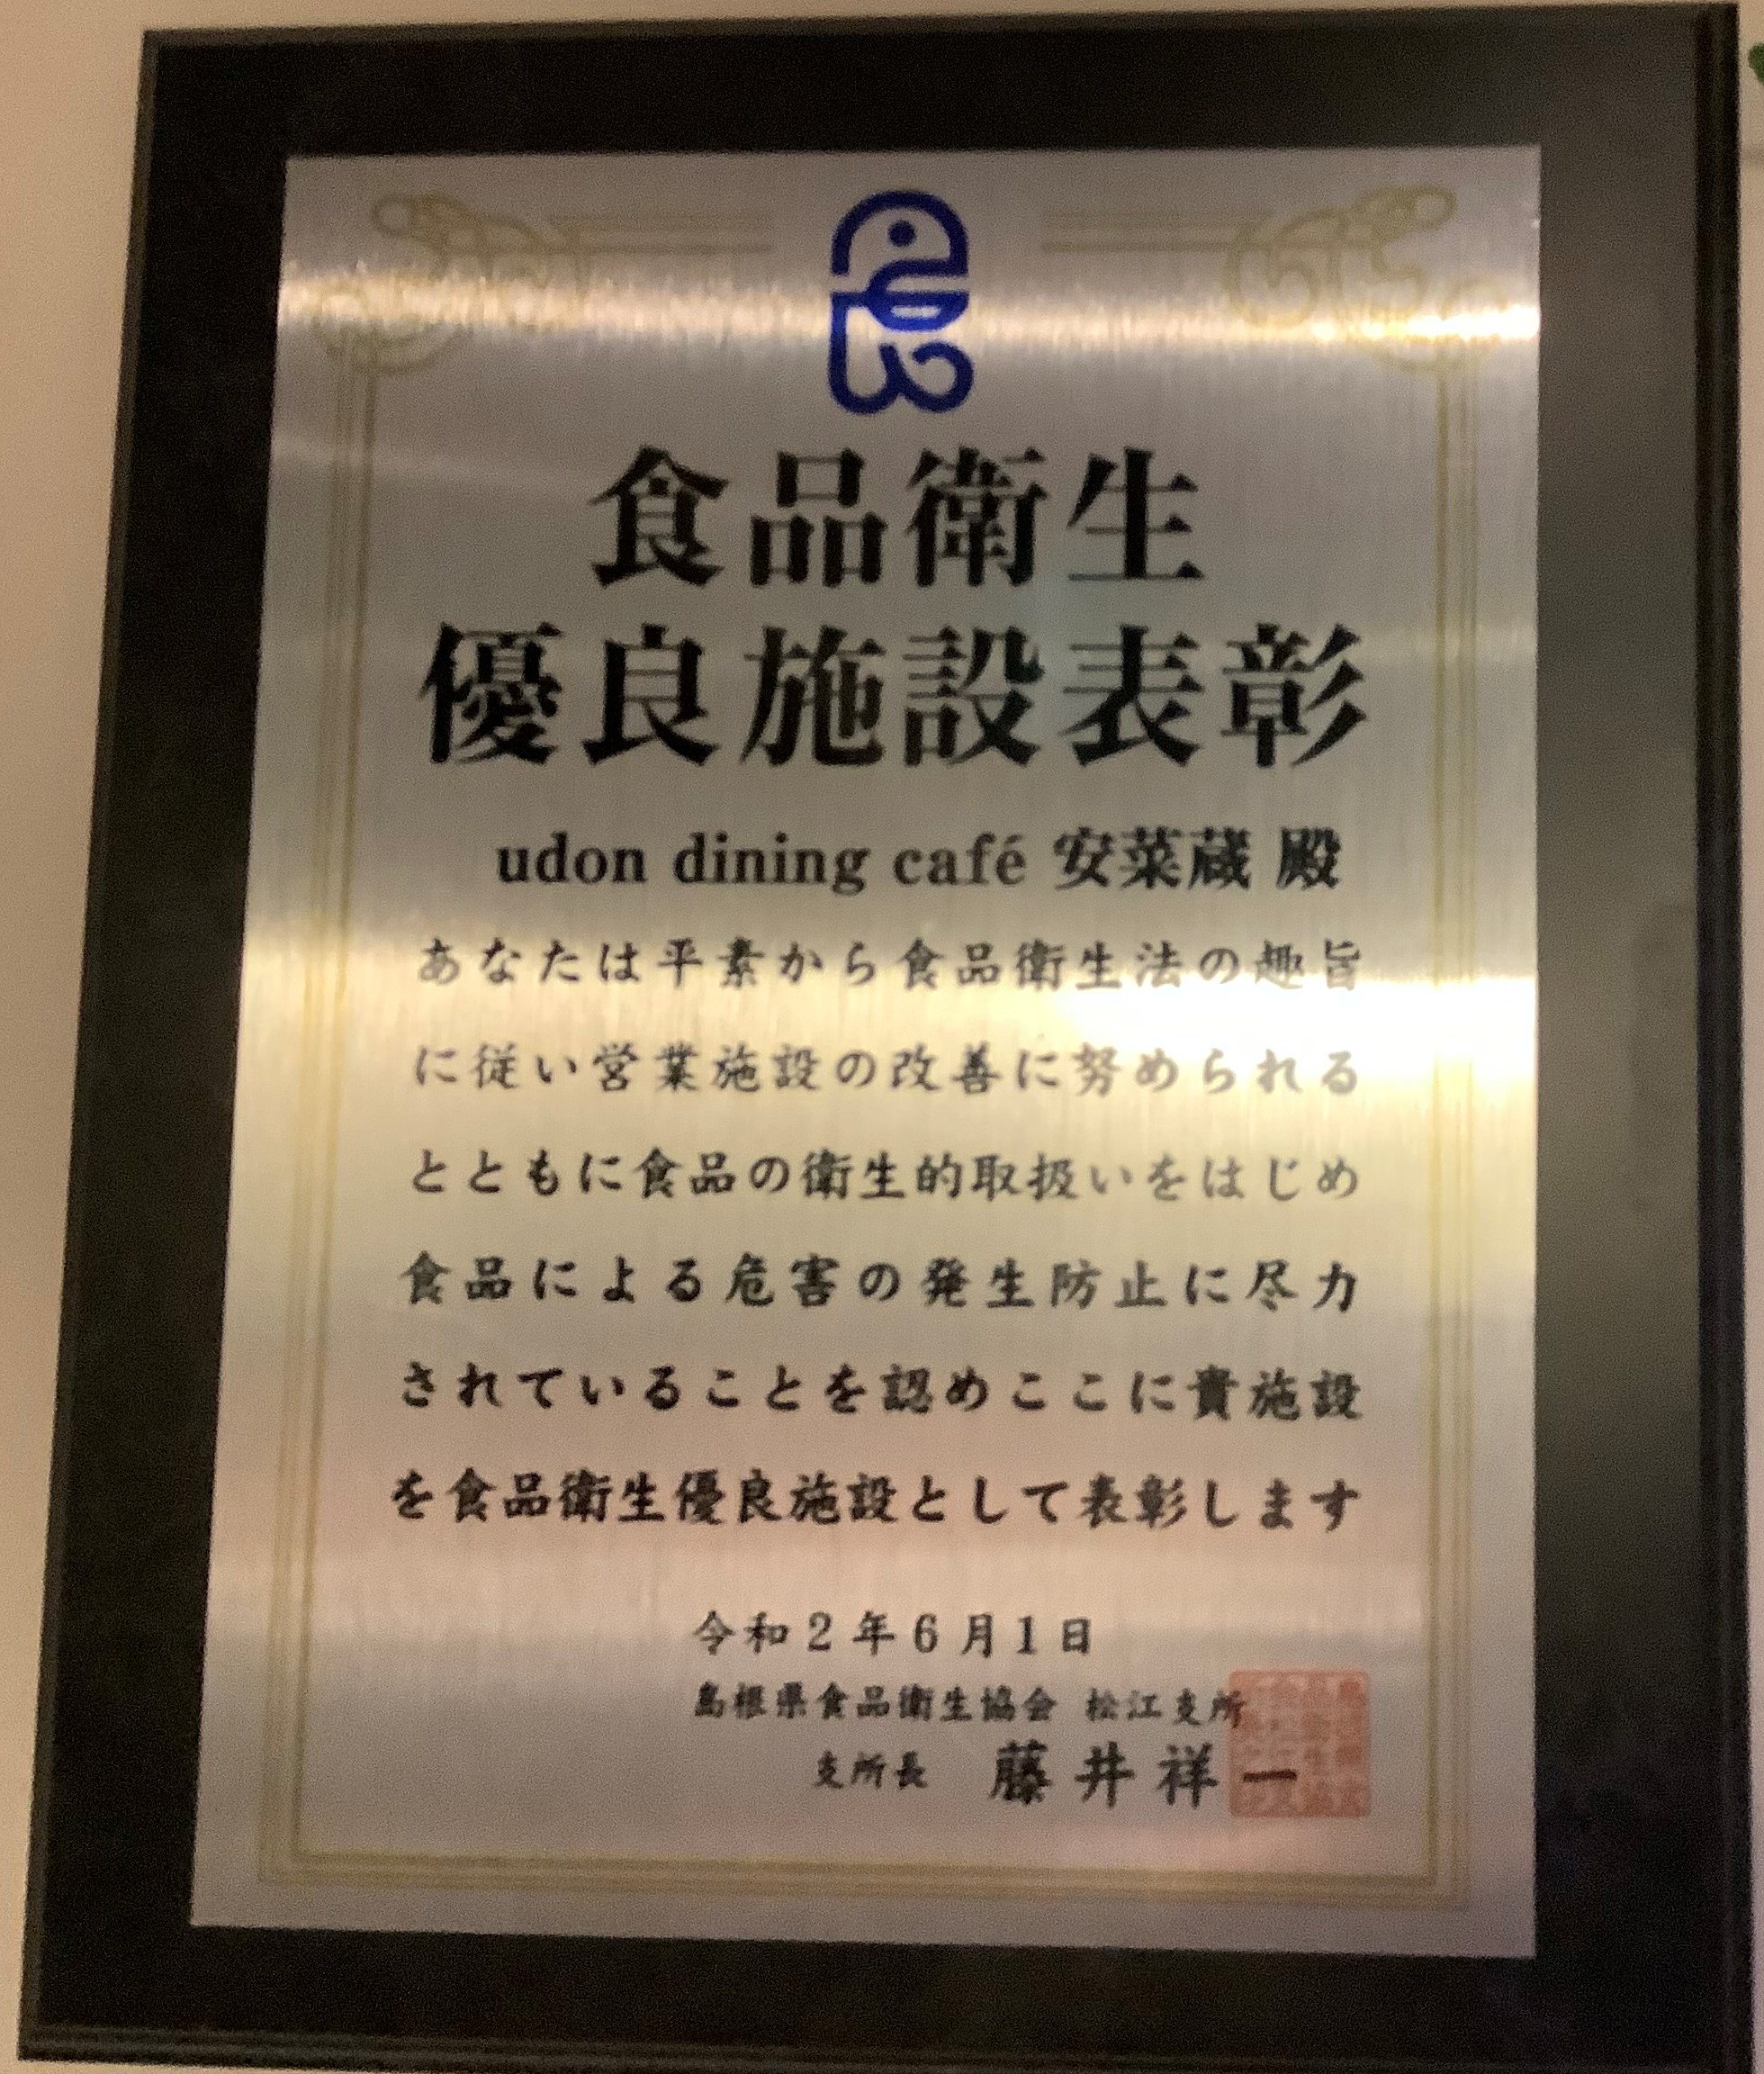 食品衛生
優良施設表彰
udon dining café 安菜蔵 殿
あなたは平素から食品衛生法の趣旨
に従い営業施設の改善に努められる
とともに食品の衛生的取扱いをはじめ
食品による危害の発生防止に尽力
されていることを認めここに貴施設
を食品衛生優良施設として表彰します
令和2年6月1日
島根県食品衛生協会 松江支所
支所長 藤井祥一